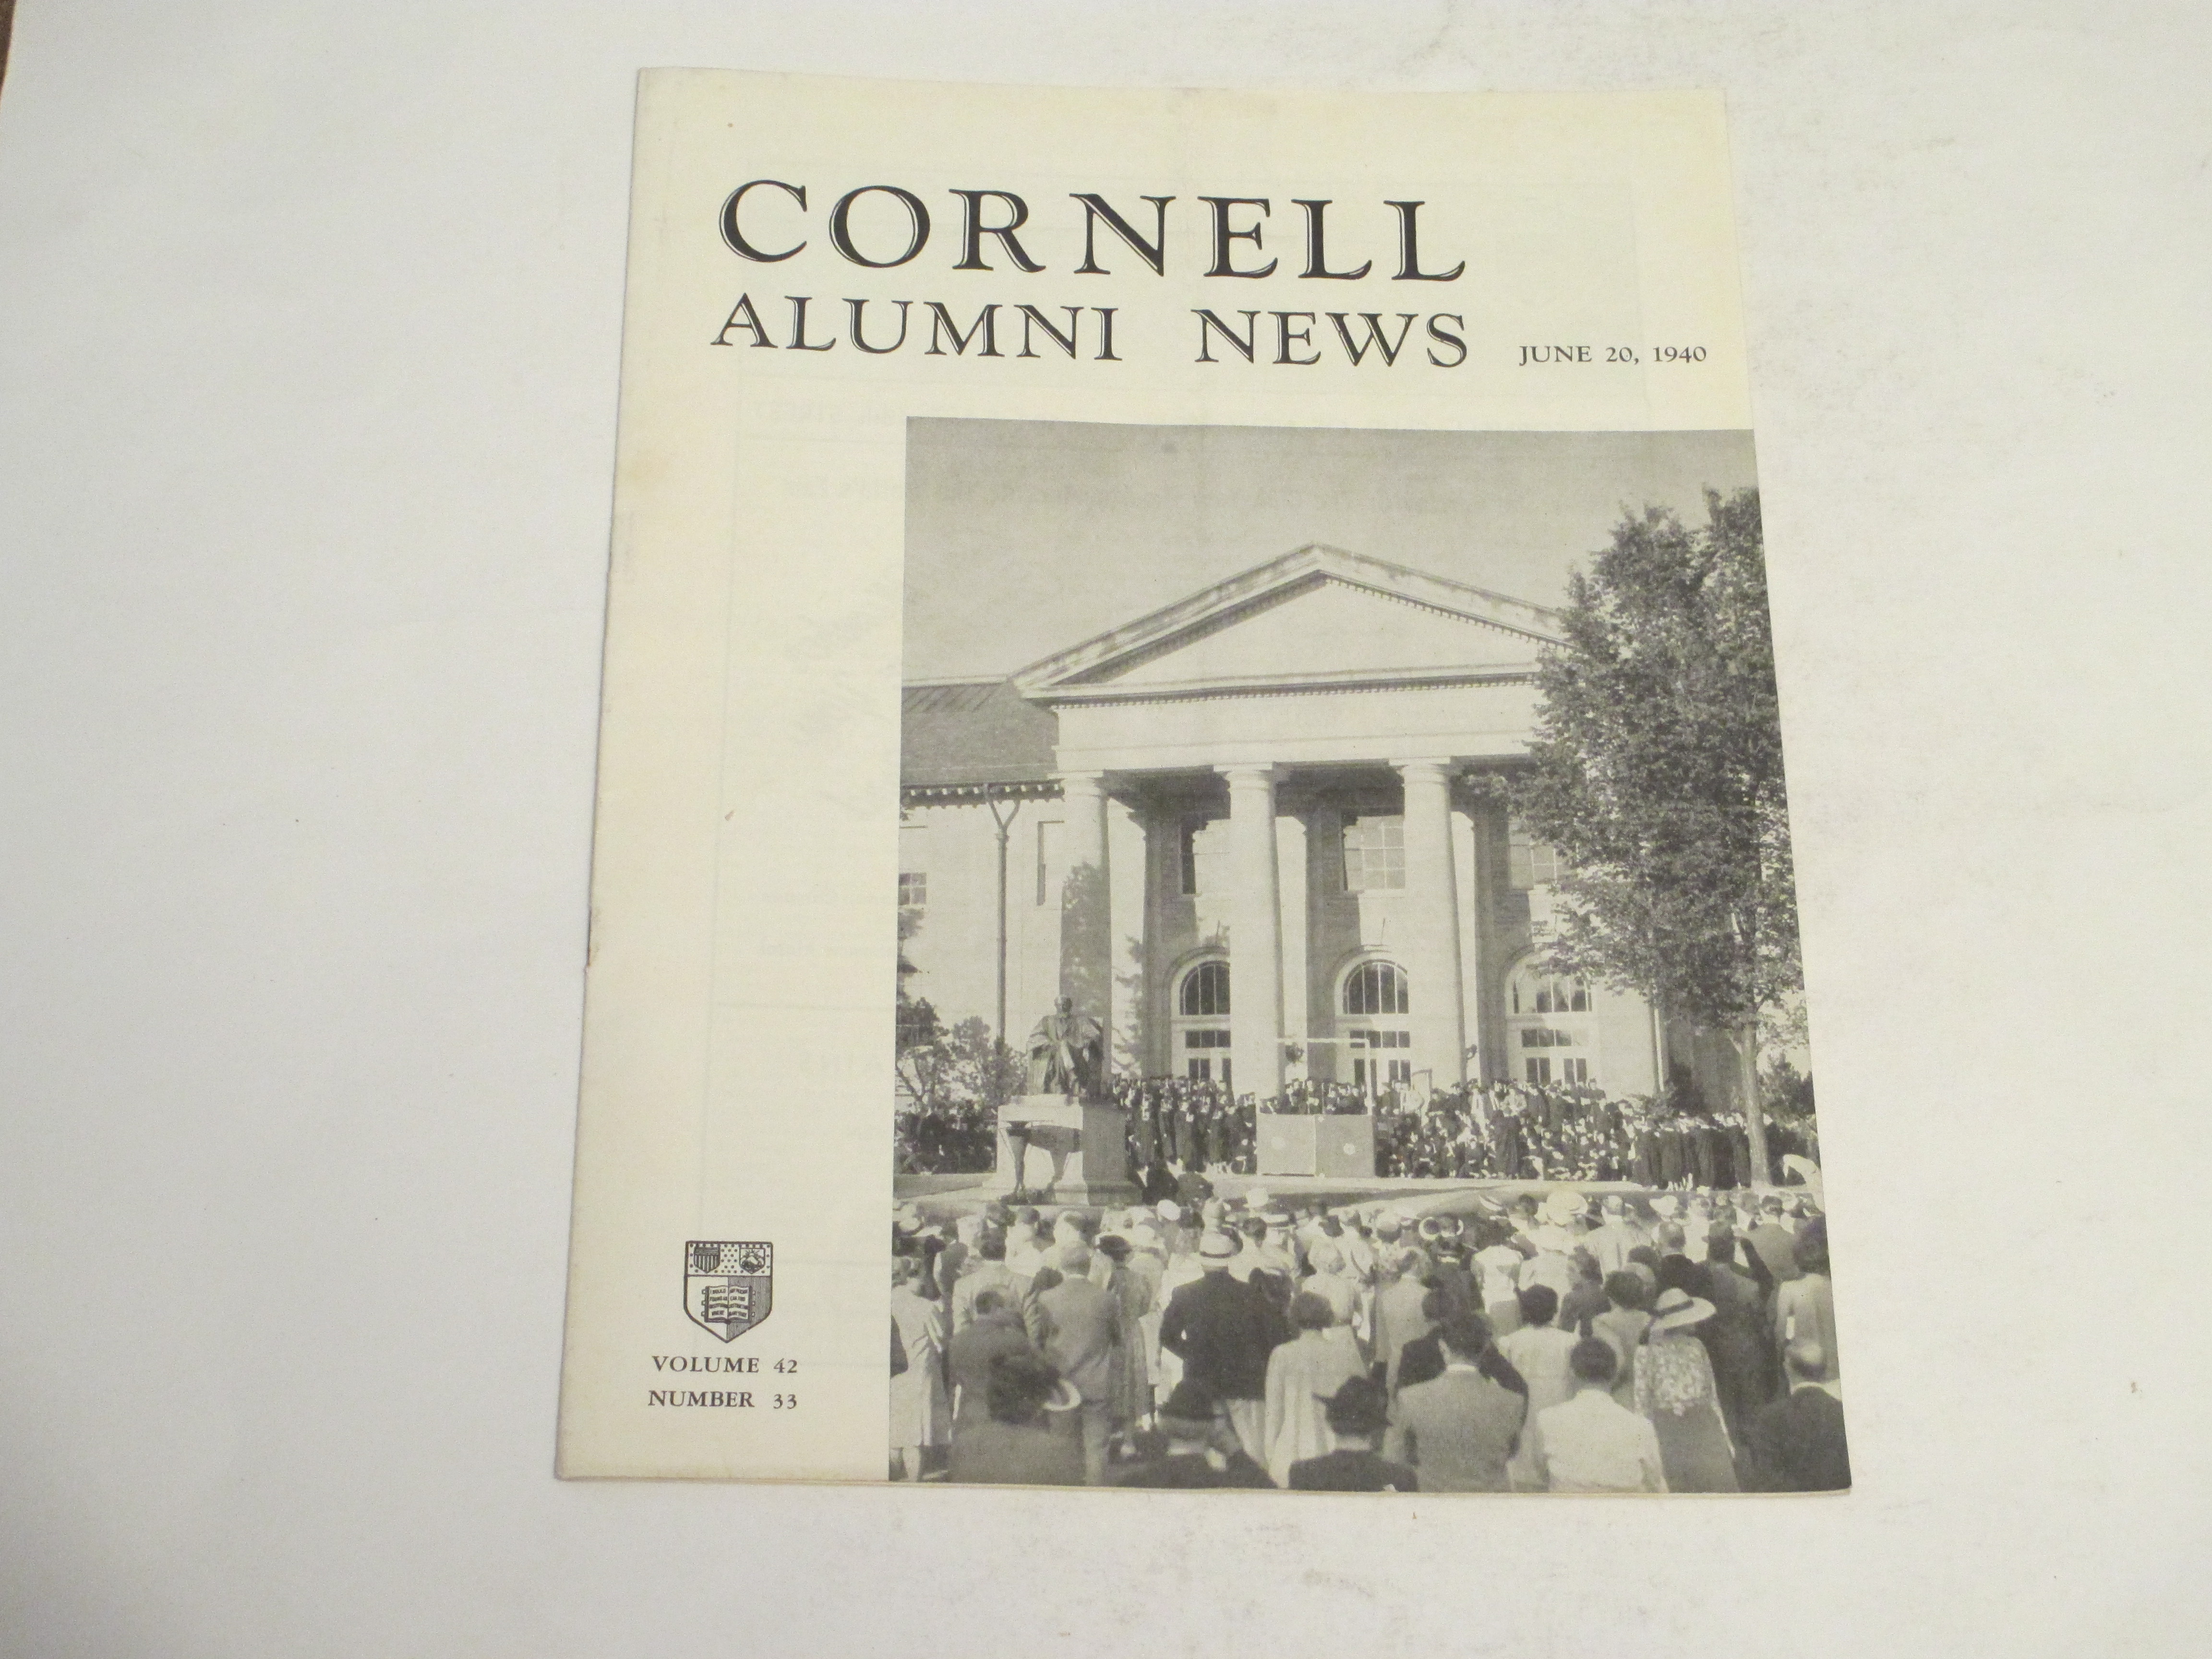 CORNELL
ALUMNI NEWS JUNE 20, 1940
VOLUME 42
NUMBER 33